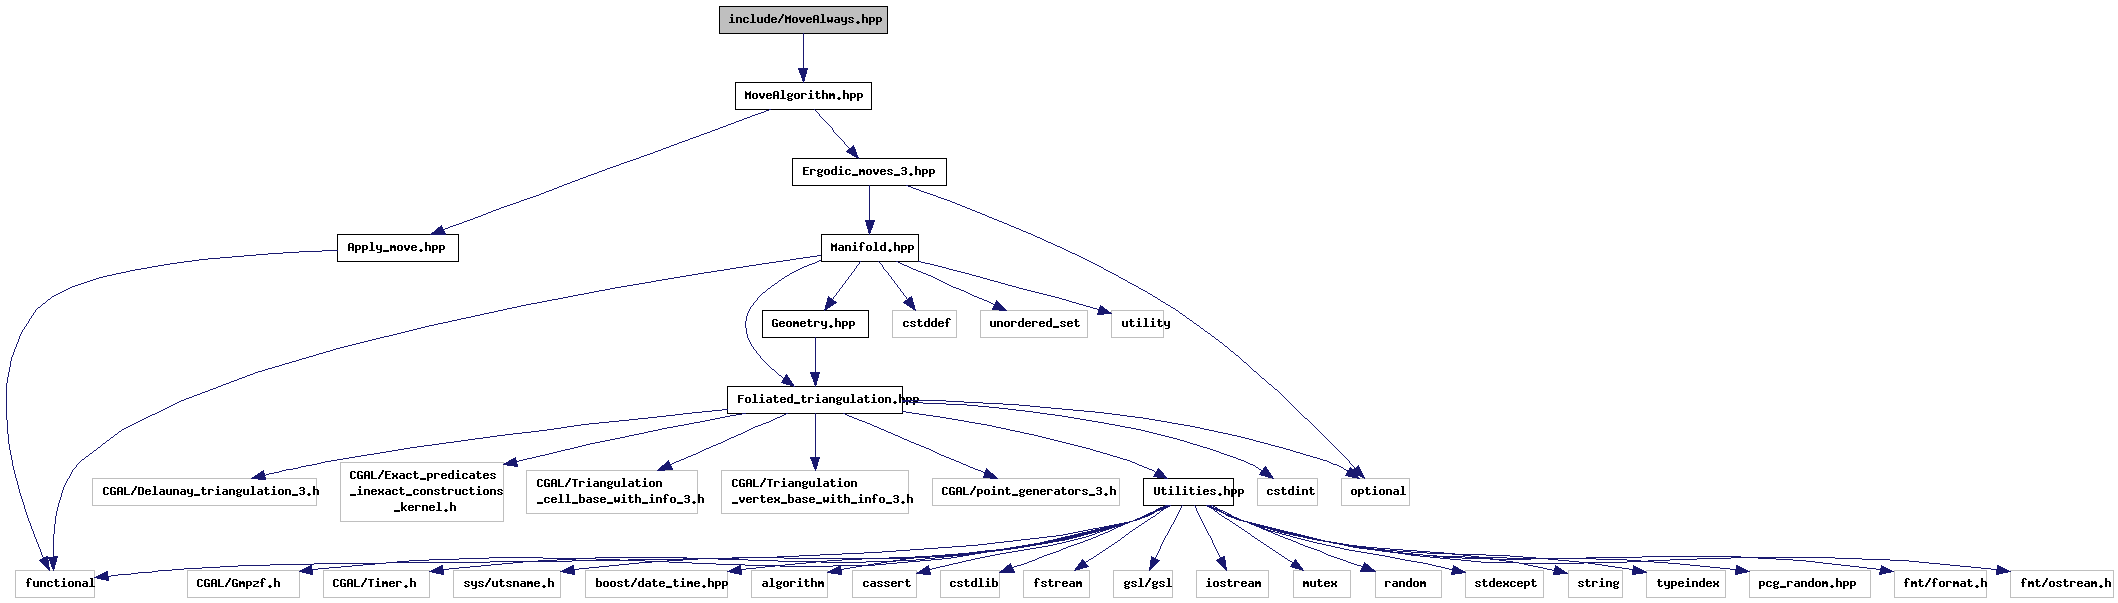 include/MoveAlways.hpp
MoveAlgorithm.hpp
Ergodic_moves_3.hpp
Apply_move.hpp
Manifold.hpp
Geometry.hpp
cstddef
unordered_set
utility
Foliated_triangulation.hpp
CGAL/Delaunay_triangulation_3.h
CGAL/Exact_predicates
_inexact_constructions
_kernel.h
CGAL/Triangulation
_cell_base_with_info_3.h
CGAL/Triangulation
_vertex_base_with_info_3.h
CGAL/point_generators_3.h
Utilities.hpp
cstdint
optional
functional
CGAL/Gmpzf.h
CGAL/Timer.h
sys/utsname.h
boost/date_time.hpp
algorithm
cassert
cstdlib
fstream
gsl/gsl
iostream
mutex
random
stdexcept
string
typeindex
pcg_random.hpp
fmt/format.h
fmt/ostream.h